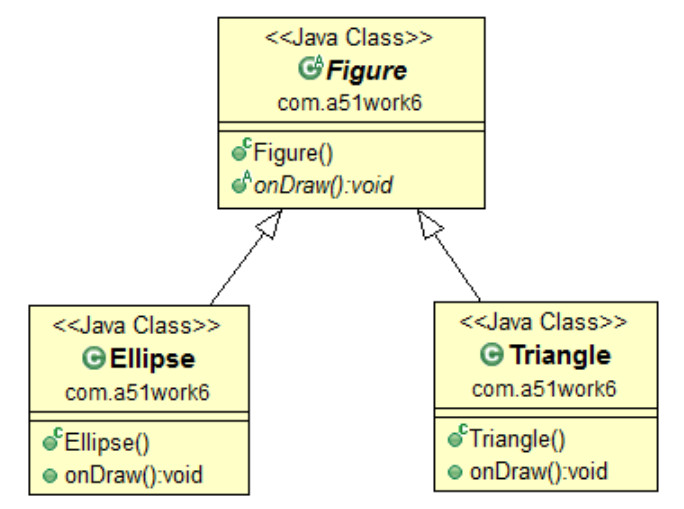 <<Java Class>>
Figure
com.a51work6
Figure()
onDraw():void
<<Java Class>>
Ellipse
com.a51work6
Ellipse()
onDraw():void
<<Java Class>>
Triangle
com.a51work6
Triangle()
onDraw():void